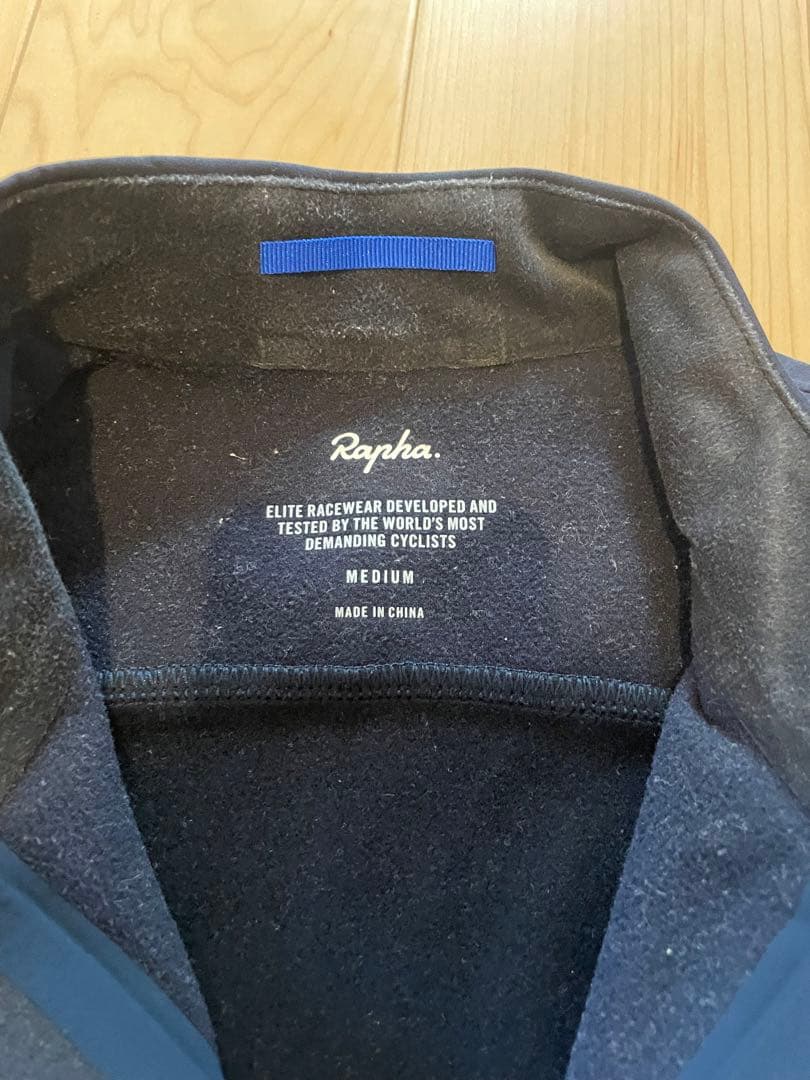 Rapha.
ELITE RACEWEAR DEVELOPED AND
TESTED BY THE WORLD'S MOST
DEMANDING CYCLISTS
MEDIUM
MADE IN CHINA